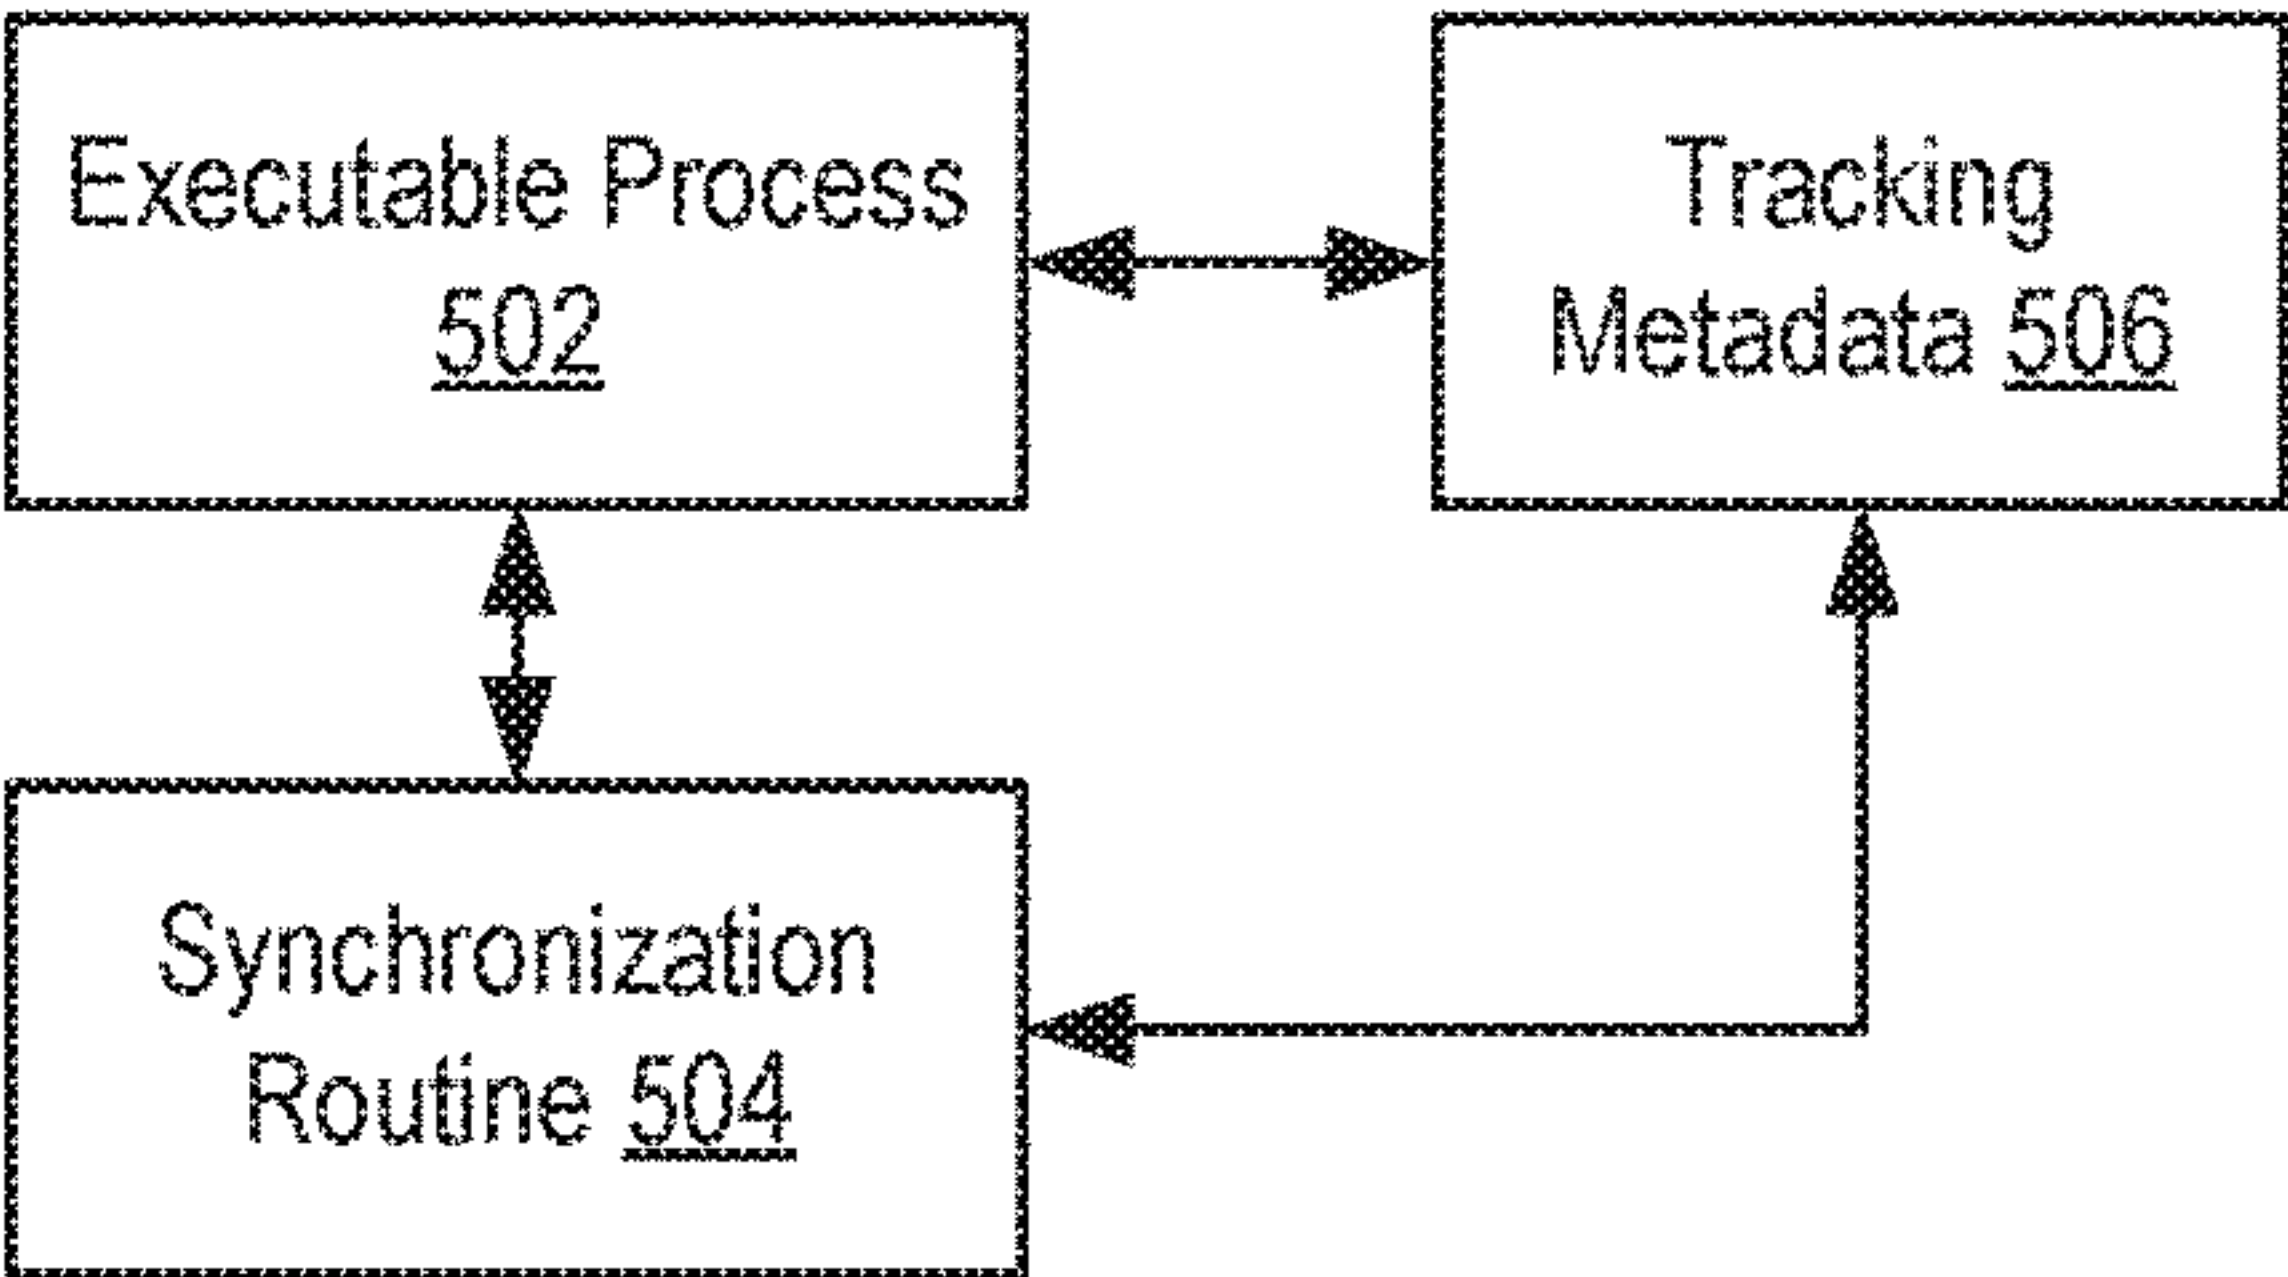 Executable Process
502
Tracking
Metadata 506
Synchronization
Routine 504